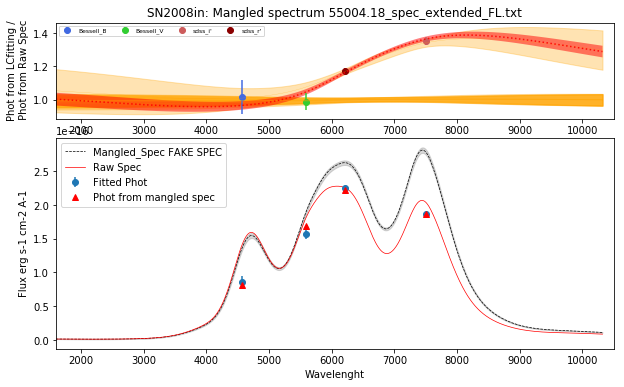 SN2008in: Mangled spectrum 55004.18_spec_extended_FL.txt
Phot from LCfitting /
Phot from Raw Spec
1.4
1.2
1.0
Bessell_B
Bessell_V
sdss_i'
sdss_r'
2000 3000 4000 5000 6000 7000 8000 9000 10000
1e−16
Flux erg s-1 cm-2 A-1
2.5
2.0
1.5
1.0
0.5
0.0
Mangled_Spec FAKE SPEC
Raw Spec
Fitted Phot
Phot from mangled spec
2000 3000 4000 5000 6000 7000 8000 9000 10000
Wavelenght